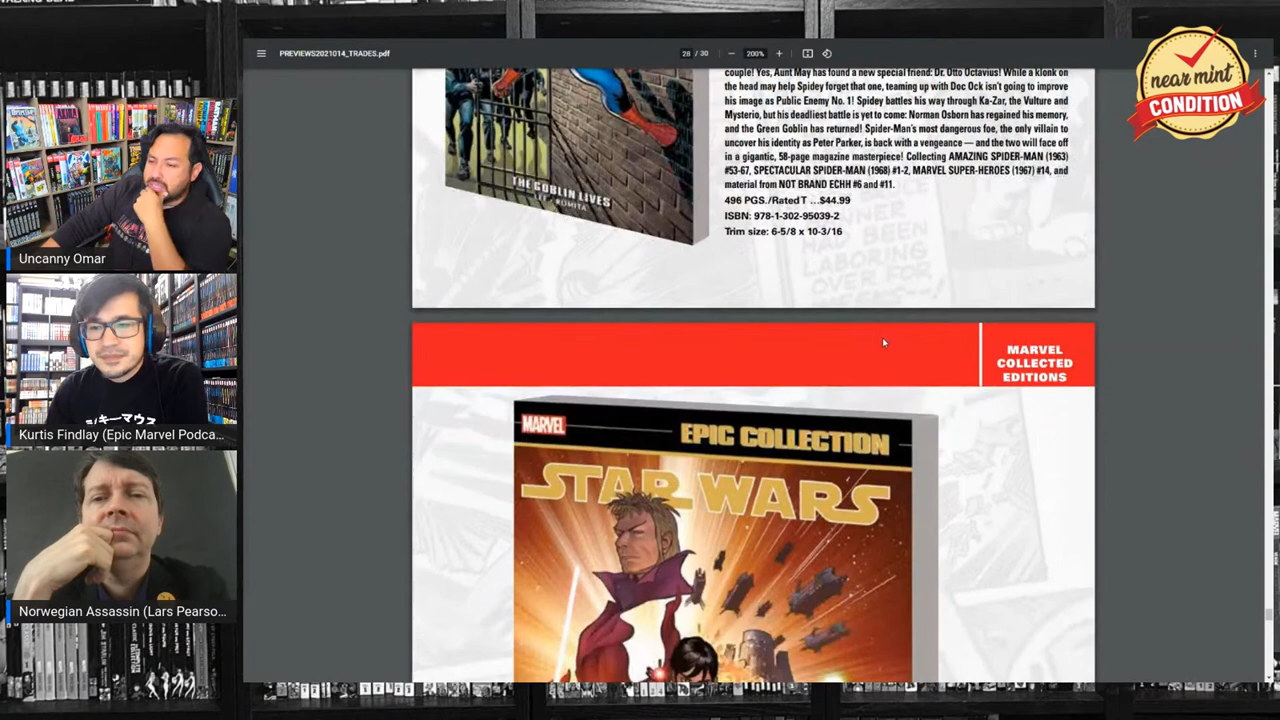 PREVIEWS2021014_TRADES.pdf
28 / 30
200%
near mint
CONDITION
couple! Yes, Aunt May has found a new special friend: Dr. Otto Octavius! While a klonk on
the head may help Spidey forget that one, teaming up with Doc Ock isn't going to improve
his image as Public Enemy No. 1! Spidey battles his way through Ka-Zar, the Vulture and
Mysterio, but his deadliest battle is yet to come: Norman Osborn has regained his memory,
and the Green Goblin has returned! Spider-Man's most dangerous foe, the only villain to
uncover his identity as Peter Parker, is back with a vengeance — and the two will face off
in a gigantic, 58-page magazine masterpiece! Collecting AMAZING SPIDER-MAN (1963)
#53-67, SPECTACULAR SPIDER-MAN (1968) #1-2, MARVEL SUPER-HEROES (1967) #14, and
material from NOT BRAND ECHH #6 and #11.
496 PGS./Rated T ...$44.99
ISBN: 978-1-302-95039-2
Trim size: 6-5/8 x 10-3/16
THE GOBLIN LIVES
LEE · ROMITA
MARVEL
COLLECTED
EDITIONS
MARVEL
EPIC COLLECTION
STAR WARS
Uncanny Omar
ミッキーマウス
Kurtis Findlay (Epic Marvel Podca...
Norwegian Assassin (Lars Pearso...